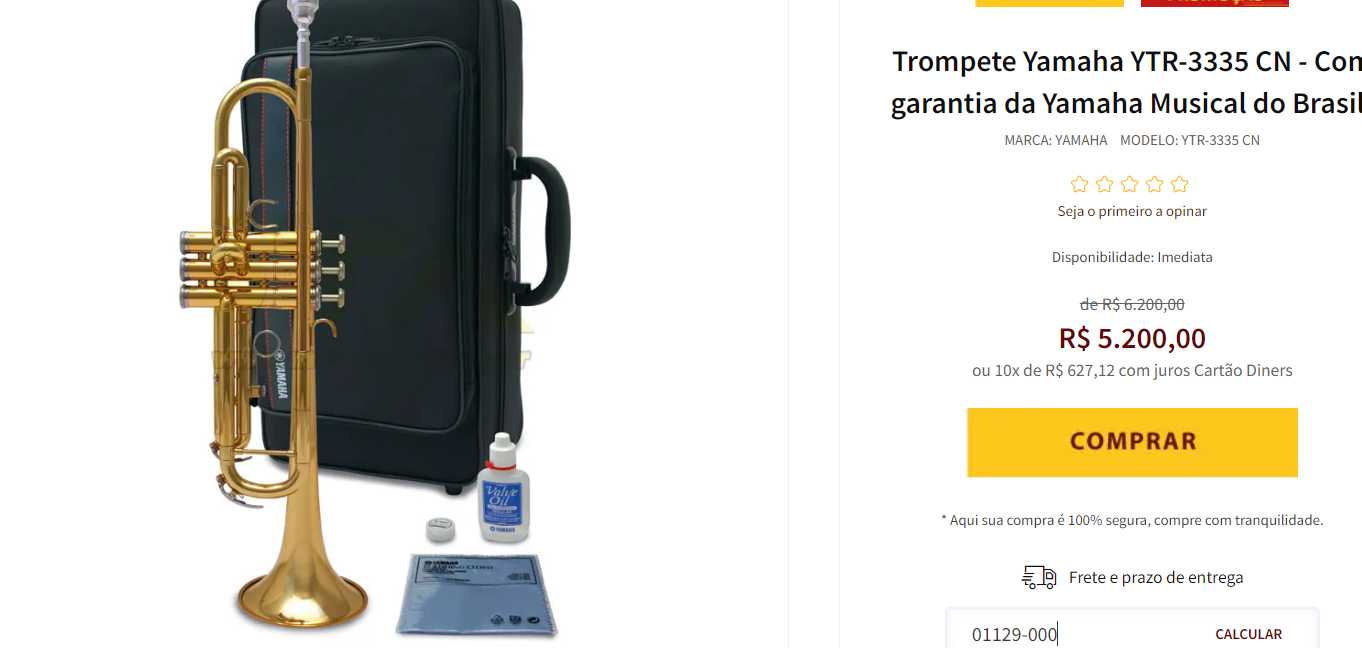 PROMOÇÃO
Trompete Yamaha YTR-3335 CN - Com
garantia da Yamaha Musical do Brasil
MARCA: YAMAHA MODELO: YTR-3335 CN
Seja o primeiro a opinar
Disponibilidade: Imediata
de R$ 6.200,00
R$ 5.200,00
ou 10x de R$ 627,12 com juros Cartão Diners
COMPRAR
* Aqui sua compra é 100% segura, compre com tranquilidade.
Frete e prazo de entrega
01129-000
CALCULAR
YAMAHA
Valve
Oil
YAMAHA
YAMAHA